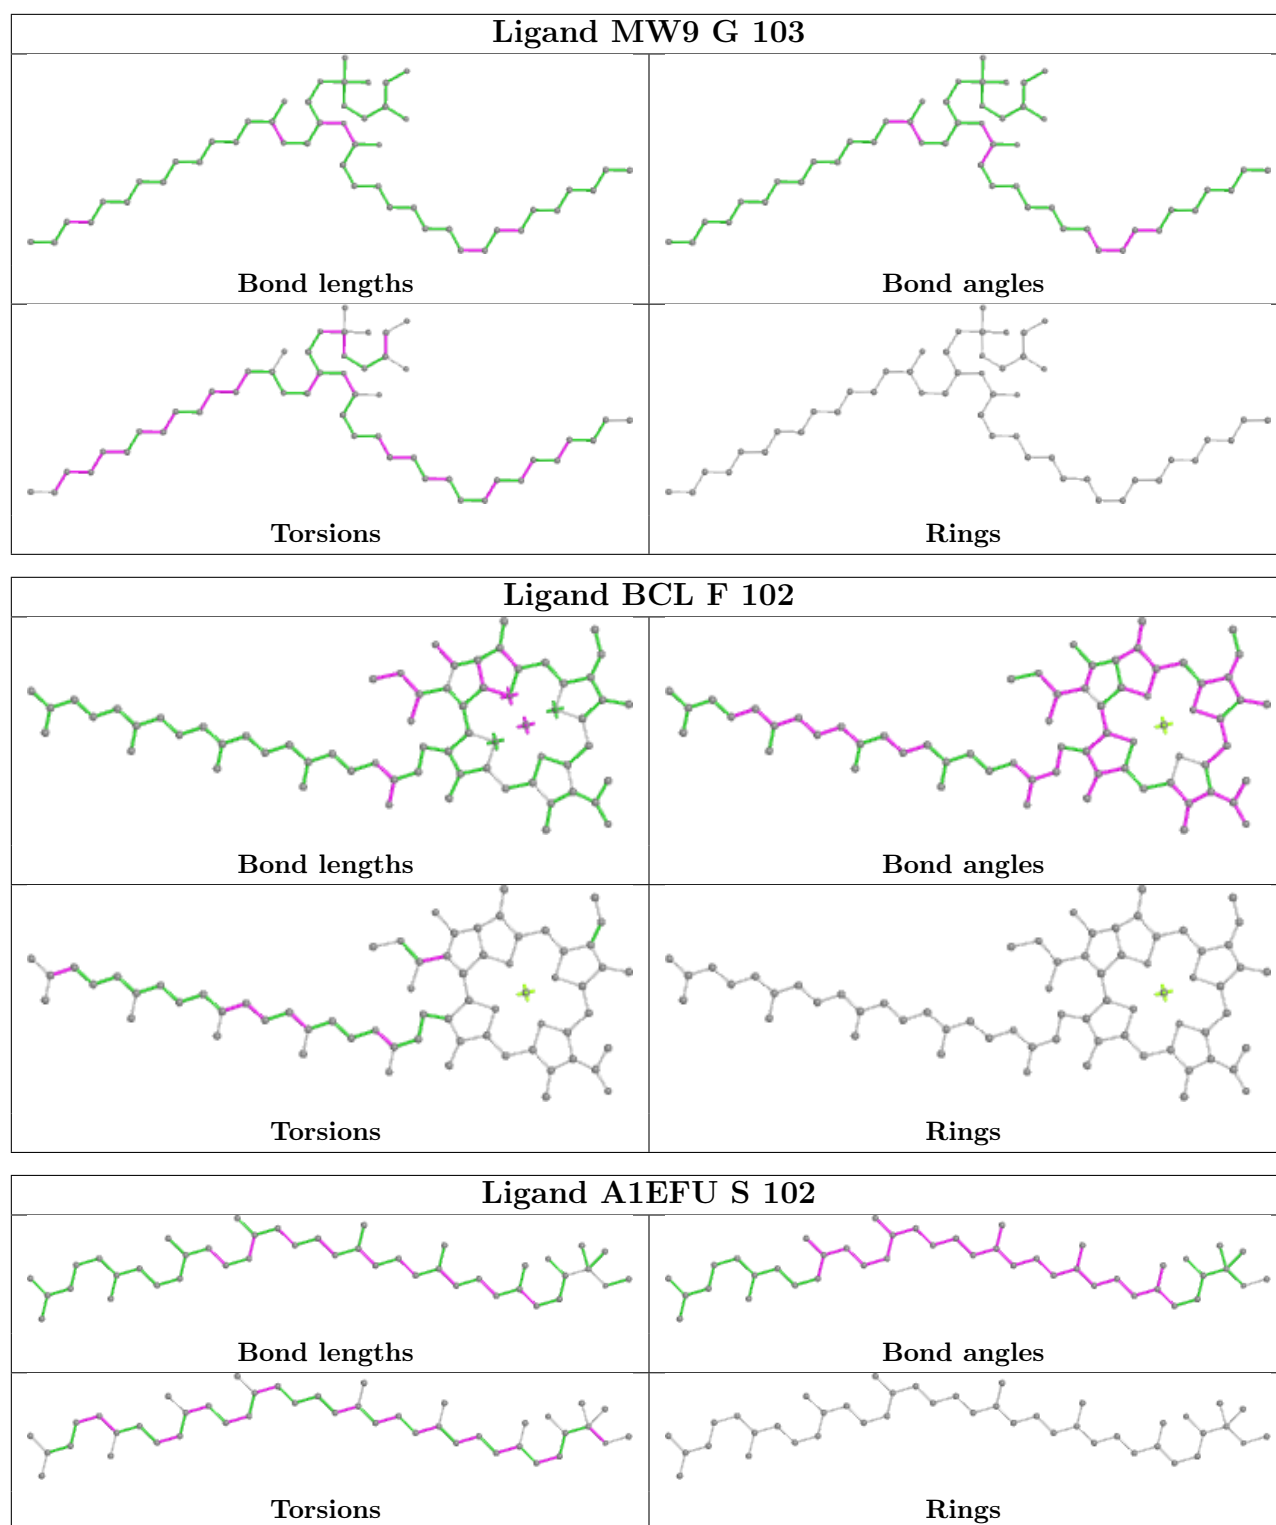 Ligand MW9 G 103
Bond lengths
Bond angles
Torsions
Rings
Ligand BCL F 102
Bond lengths
Bond angles
Torsions
Rings
Ligand A1EFU S 102
Bond lengths
Bond angles
Torsions
Rings